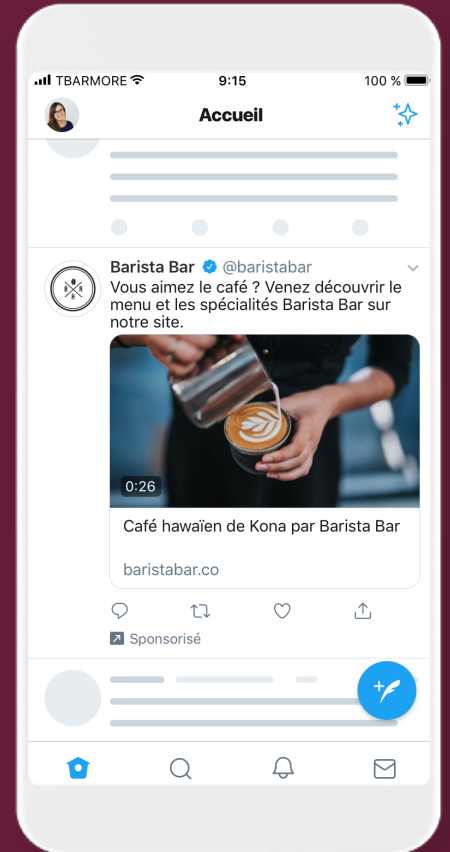 TBARMORE 9:15 100 %
Accueil
Barista Bar @baristabar
Vous aimez le café ? Venez découvrir le
menu et les spécialités Barista Bar sur
notre site.
0:26
Café hawaïen de Kona par Barista Bar
baristabar.co
Sponsorisé